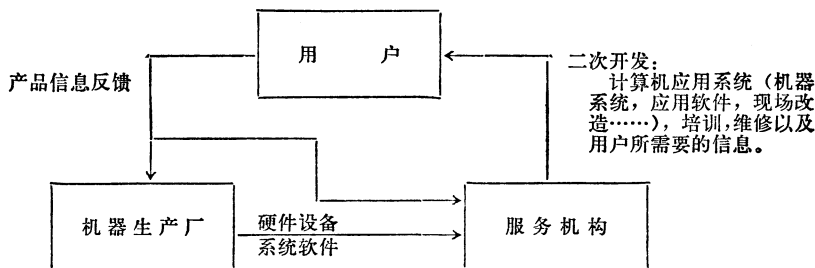 用 户
产品信息反馈
二次开发：
计算机应用系统（机器
系统，应用软件，现场改
造……），培训，维修以及
用户所需要的信息。
机器生产厂
硬件设备
系统软件
服务机构